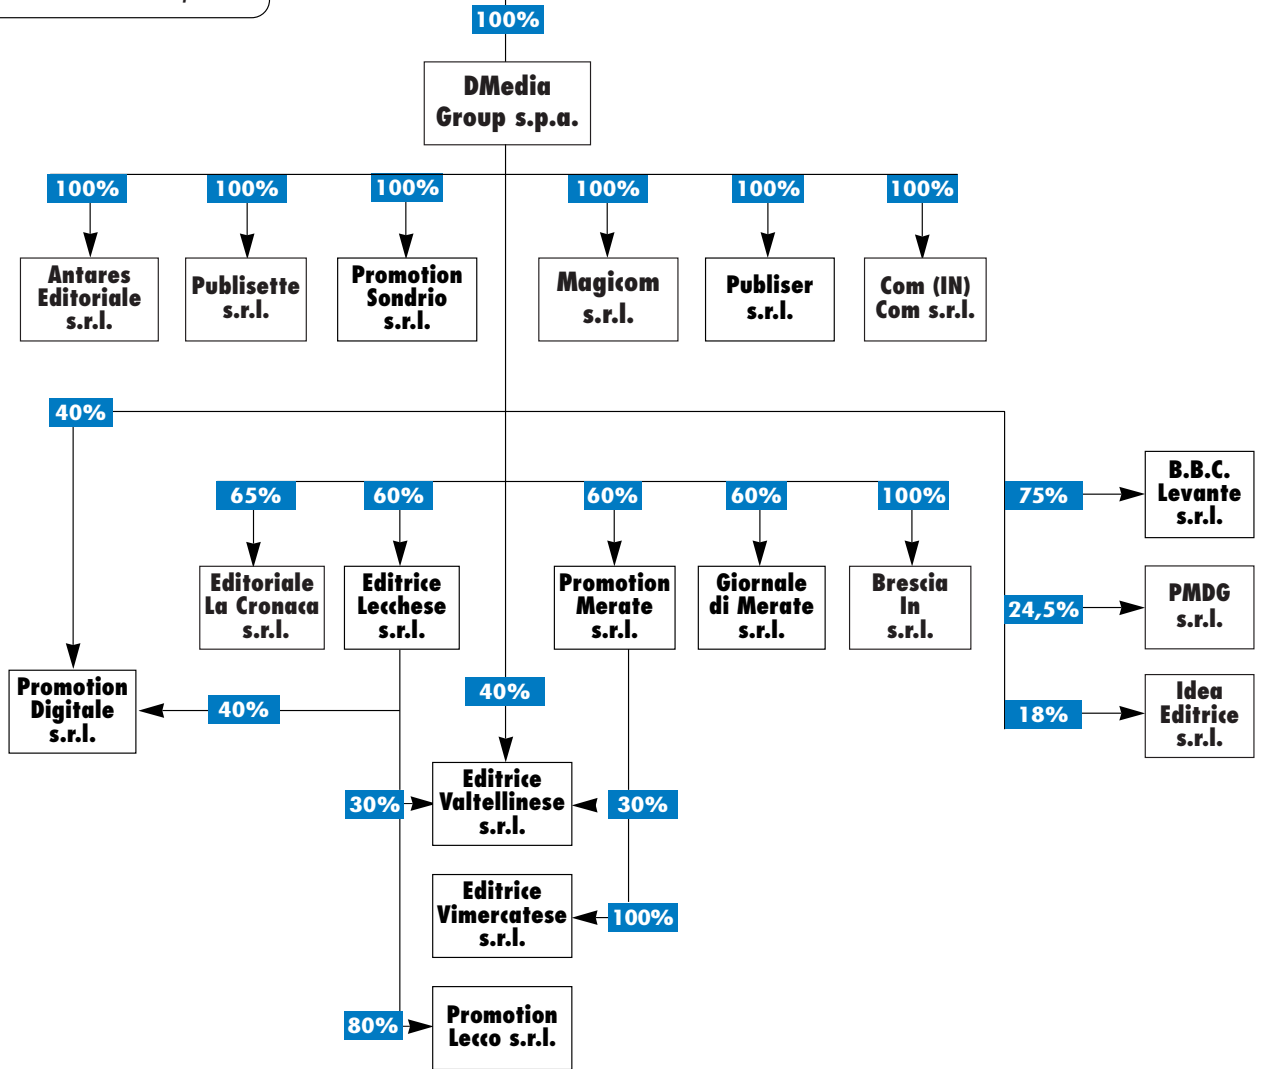 100%
DMedia
Group s.p.a.
100%
100%
100%
100%
100%
100%
Antares
Editoriale
s.r.l.
Publisette
s.r.l.
Promotion
Sondrio
s.r.l.
Magicom
s.r.l.
Publiser
s.r.l.
Com (IN)
Com s.r.l.
40%
65%
60%
60%
60%
100%
75%
B.B.C.
Levante
s.r.l.
Editoriale
La Cronaca
s.r.l.
Editrice
Lecchese
s.r.l.
Promotion
Merate
s.r.l.
Giornale
di Merate
s.r.l.
Brescia
In
s.r.l.
24,5%
PMDG
s.r.l.
Promotion
Digitale
s.r.l.
40%
40%
18%
Idea
Editrice
s.r.l.
30%
Editrice
Valtellinese
s.r.l.
30%
Editrice
Vimercatese
s.r.l.
100%
80%
Promotion
Lecco s.r.l.